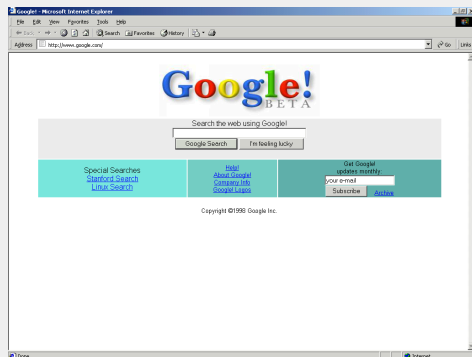 Google! - Microsoft Internet Explorer
File Edit View Favorites Tools Help
Back Search Favorites History
Address http://www.google.com/ Go Links
Google!
BETA
Search the web using Google!
Google Search I'm feeling lucky
Special Searches
Stanford Search
Linux Search
Help!
About Google!
Company Info
Google! Logos
Get Google!
updates monthly:
your e-mail
Subscribe Archive
Copyright ©1998 Google Inc.
Done Internet